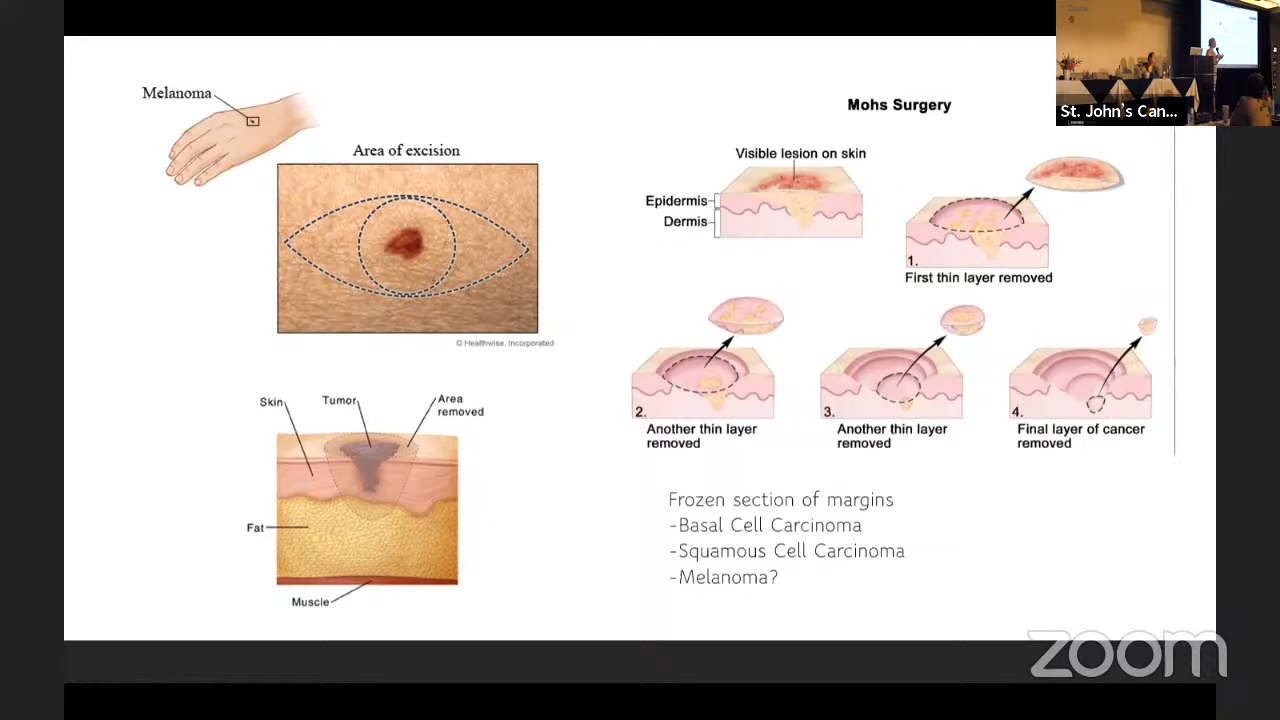 Melanoma
Area of excision
© Healthwise, Incorporated
Skin
Tumor
Area
removed
Fat
Muscle
Mohs Surgery
Visible lesion on skin
Epidermis
Dermis
1.
First thin layer removed
2.
Another thin layer
removed
3.
Another thin layer
removed
4.
Final layer of cancer
removed
Frozen section of margins
-Basal Cell Carcinoma
-Squamous Cell Carcinoma
-Melanoma?
St. John's Can...
zoom